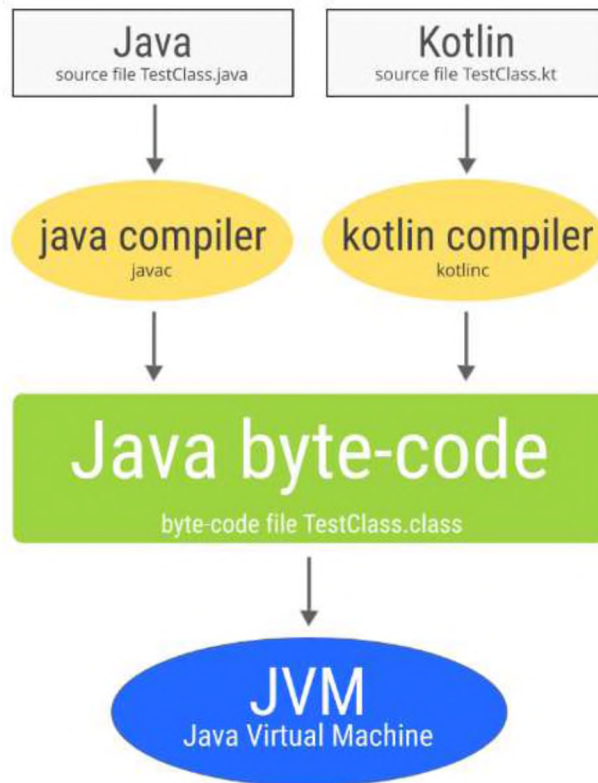 Java
source file TestClass.java
Kotlin
source file TestClass.kt
java compiler
javac
kotlin compiler
kotlinc
Java byte-code
byte-code file TestClass.class
JVM
Java Virtual Machine